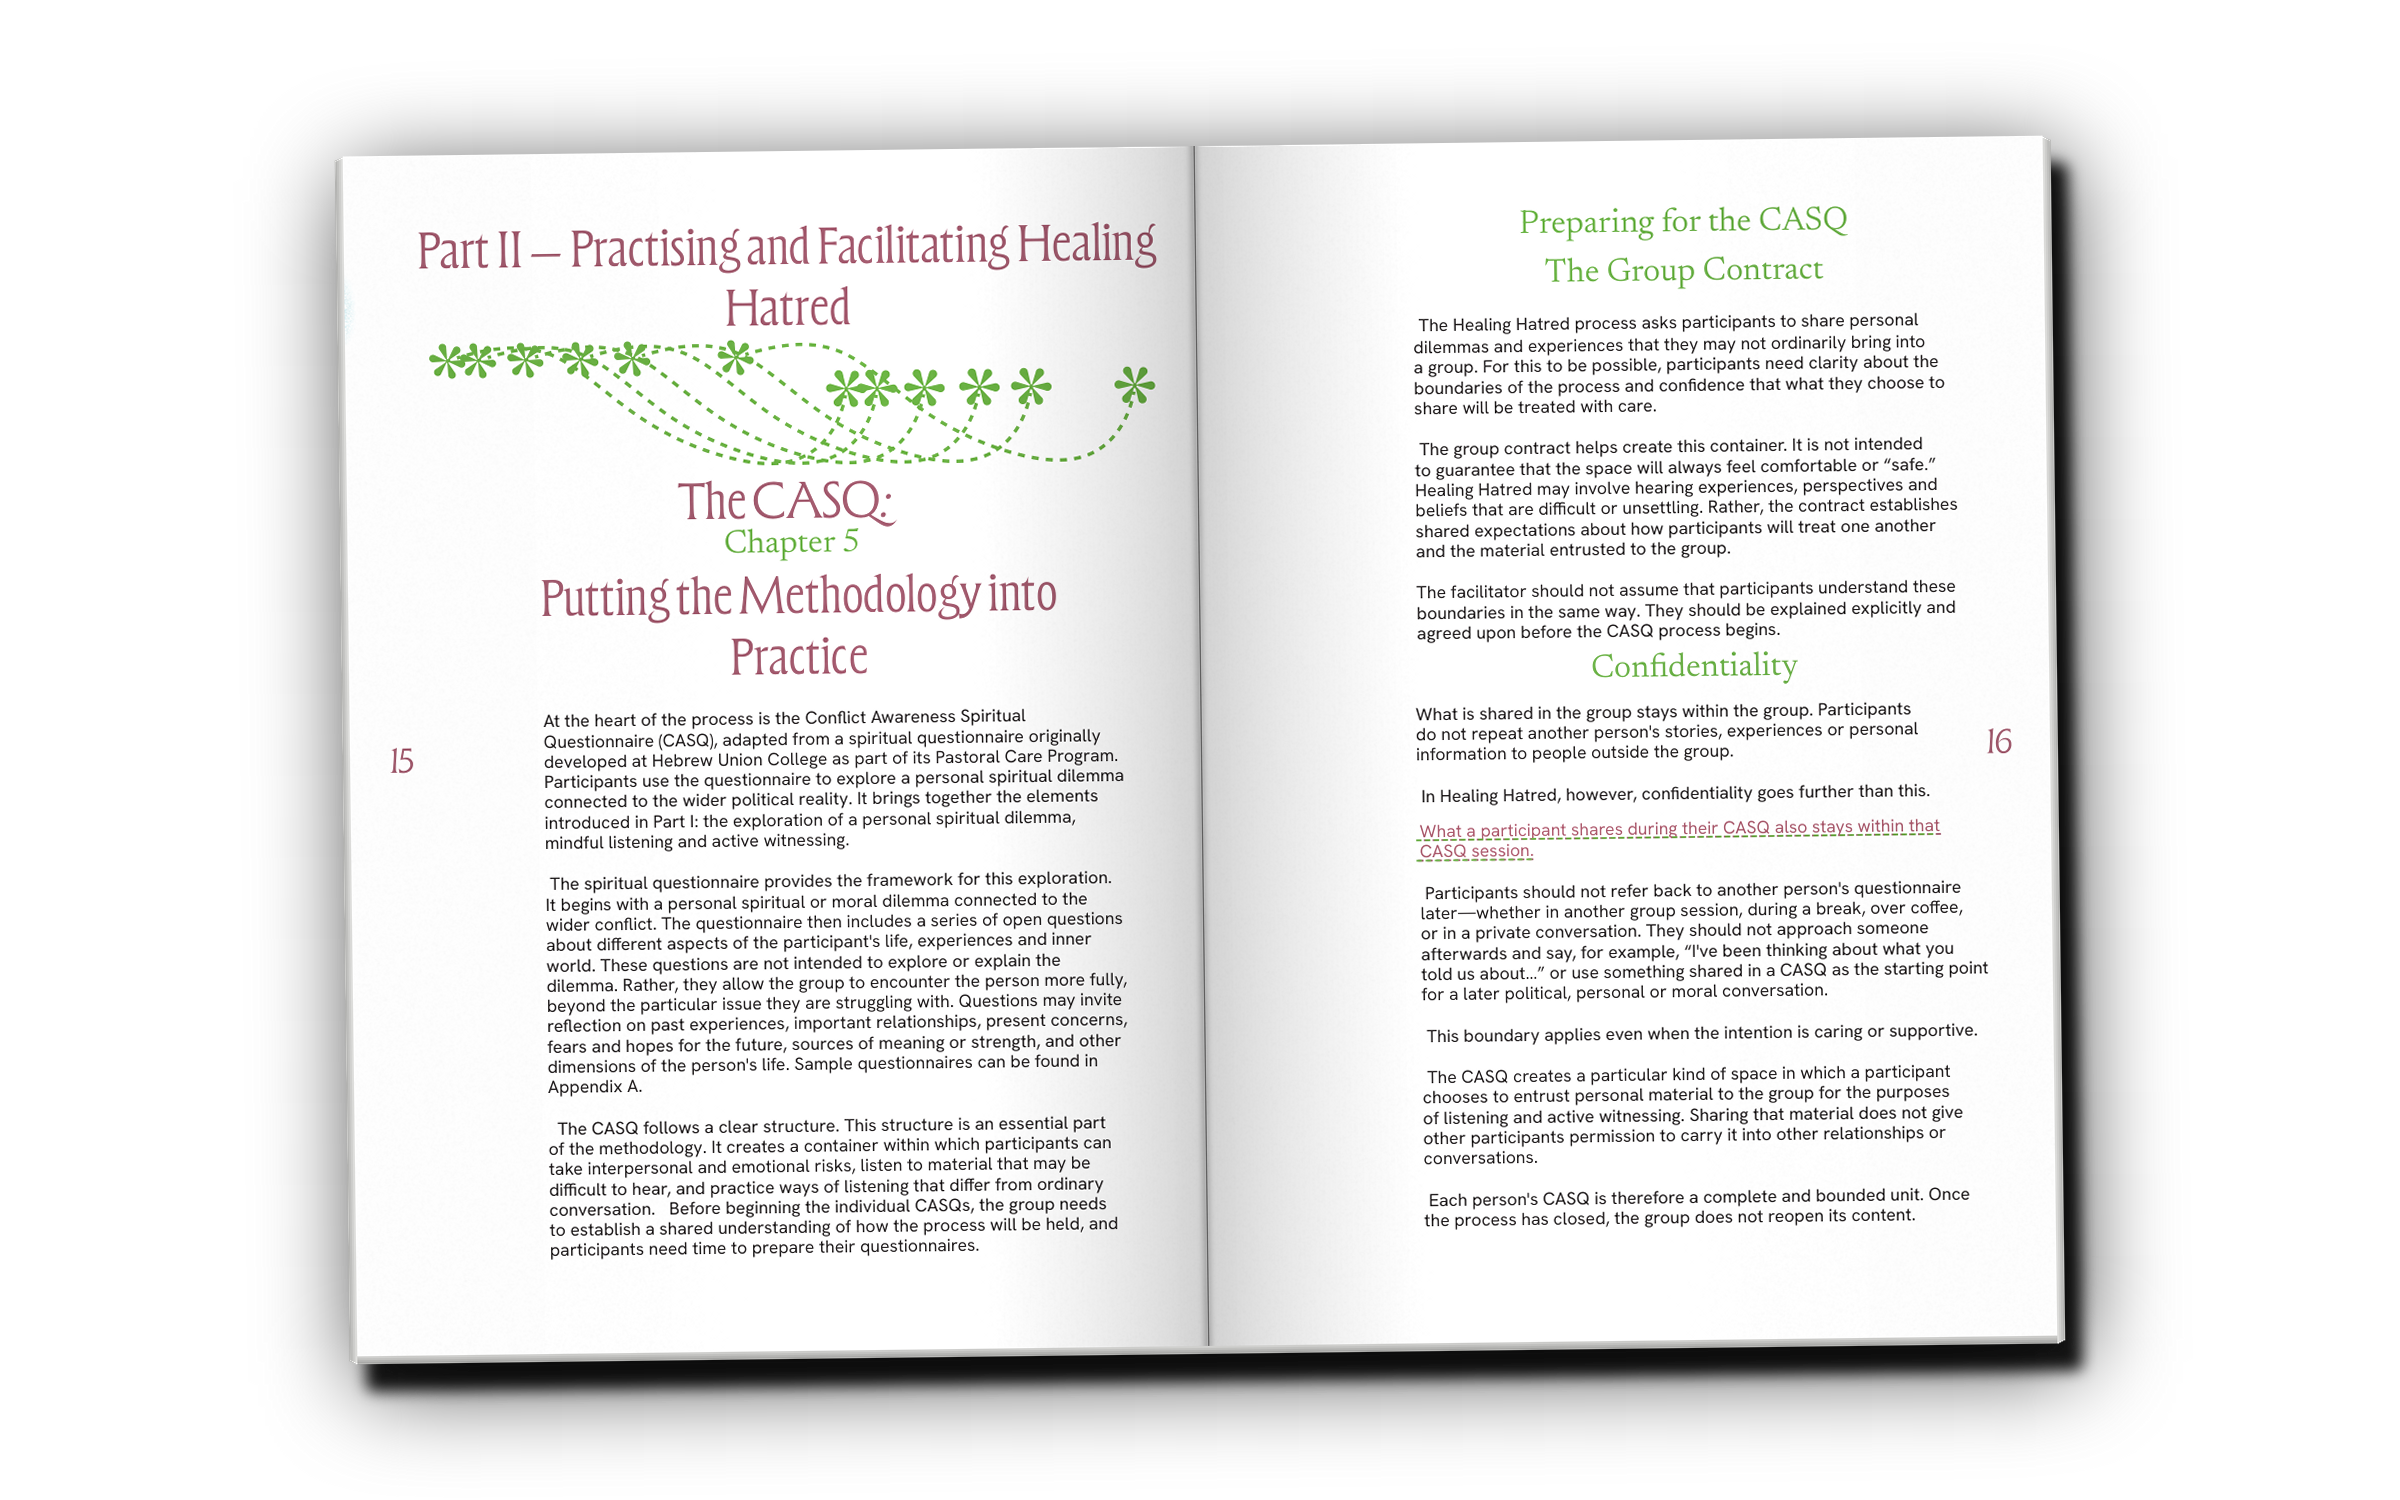 Part II — Practising and Facilitating Healing
Hatred
The CASQ:
Chapter 5
Putting the Methodology into
Practice
At the heart of the process is the Conflict Awareness Spiritual
Questionnaire (CASQ), adapted from a spiritual questionnaire originally
developed at Hebrew Union College as part of its Pastoral Care Program.
Participants use the questionnaire to explore a personal spiritual dilemma
connected to the wider political reality. It brings together the elements
introduced in Part I: the exploration of a personal spiritual dilemma,
mindful listening and active witnessing.
The spiritual questionnaire provides the framework for this exploration.
It begins with a personal spiritual or moral dilemma connected to the
wider conflict. The questionnaire then includes a series of open questions
about different aspects of the participant's life, experiences and inner
world. These questions are not intended to explore or explain the
dilemma. Rather, they allow the group to encounter the person more fully,
beyond the particular issue they are struggling with. Questions may invite
reflection on past experiences, important relationships, present concerns,
fears and hopes for the future, sources of meaning or strength, and other
dimensions of the person's life. Sample questionnaires can be found in
Appendix A.
The CASQ follows a clear structure. This structure is an essential part
of the methodology. It creates a container within which participants can
take interpersonal and emotional risks, listen to material that may be
difficult to hear, and practice ways of listening that differ from ordinary
conversation. Before beginning the individual CASQs, the group needs
to establish a shared understanding of how the process will be held, and
participants need time to prepare their questionnaires.
15
Preparing for the CASQ
The Group Contract
The Healing Hatred process asks participants to share personal
dilemmas and experiences that they may not ordinarily bring into
a group. For this to be possible, participants need clarity about the
boundaries of the process and confidence that what they choose to
share will be treated with care.
The group contract helps create this container. It is not intended
to guarantee that the space will always feel comfortable or “safe.”
Healing Hatred may involve hearing experiences, perspectives and
beliefs that are difficult or unsettling. Rather, the contract establishes
shared expectations about how participants will treat one another
and the material entrusted to the group.
The facilitator should not assume that participants understand these
boundaries in the same way. They should be explained explicitly and
agreed upon before the CASQ process begins.
Confidentiality
What is shared in the group stays within the group. Participants
do not repeat another person's stories, experiences or personal
information to people outside the group.
In Healing Hatred, however, confidentiality goes further than this.
What a participant shares during their CASQ also stays within that
CASQ session.
Participants should not refer back to another person's questionnaire
later—whether in another group session, during a break, over coffee,
or in a private conversation. They should not approach someone
afterwards and say, for example, “I've been thinking about what you
told us about…” or use something shared in a CASQ as the starting point
for a later political, personal or moral conversation.
This boundary applies even when the intention is caring or supportive.
The CASQ creates a particular kind of space in which a participant
chooses to entrust personal material to the group for the purposes
of listening and active witnessing. Sharing that material does not give
other participants permission to carry it into other relationships or
conversations.
Each person's CASQ is therefore a complete and bounded unit. Once
the process has closed, the group does not reopen its content.
16